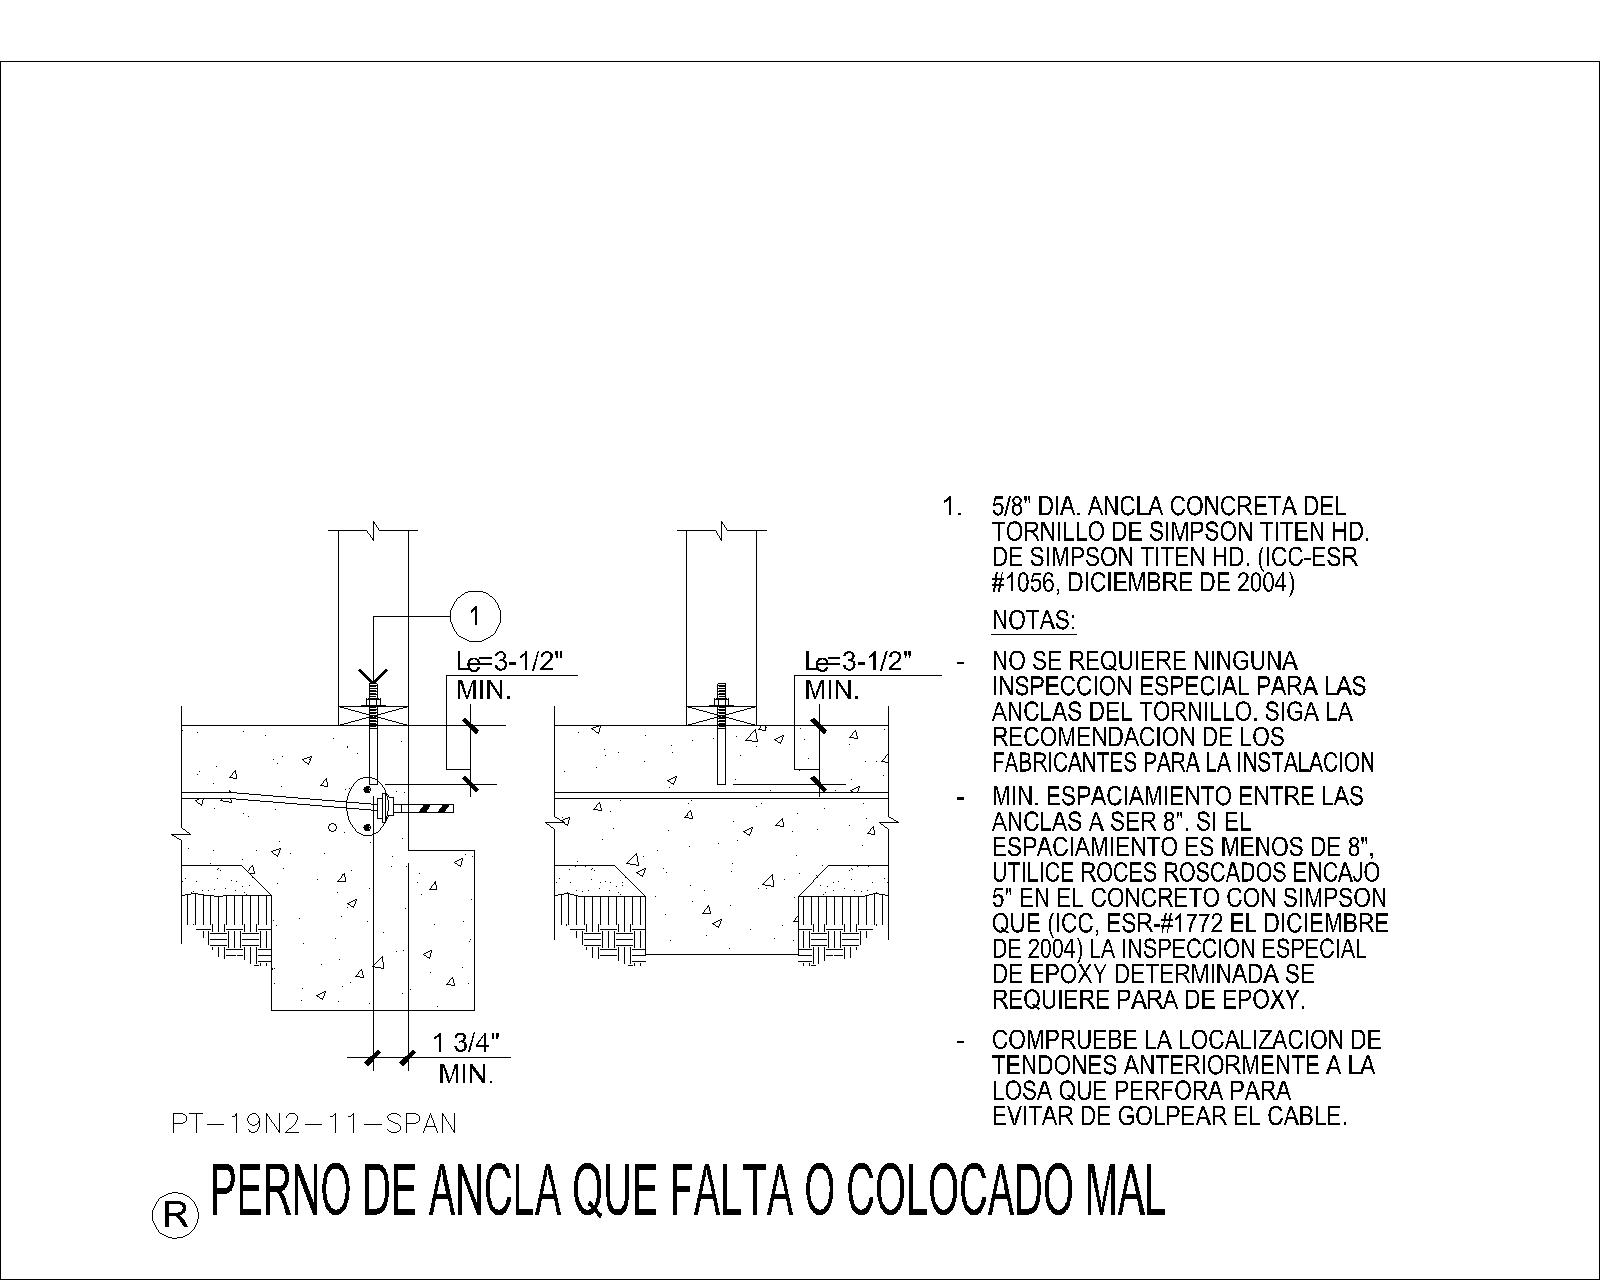 1. 5/8" DIA. ANCLA CONCRETA DEL
TORNILLO DE SIMPSON TITEN HD.
DE SIMPSON TITEN HD. (ICC-ESR
#1056, DICIEMBRE DE 2004)
NOTAS:
- NO SE REQUIERE NINGUNA
INSPECCION ESPECIAL PARA LAS
ANCLAS DEL TORNILLO. SIGA LA
RECOMENDACION DE LOS
FABRICANTES PARA LA INSTALACION
- MIN. ESPACIAMIENTO ENTRE LAS
ANCLAS A SER 8". SI EL
ESPACIAMIENTO ES MENOS DE 8",
UTILICE ROCES ROSCADOS ENCAJO
5" EN EL CONCRETO CON SIMPSON
QUE (ICC, ESR-#1772 EL DICIEMBRE
DE 2004) LA INSPECCION ESPECIAL
DE EPOXY DETERMINADA SE
REQUIERE PARA DE EPOXY.
- COMPRUEBE LA LOCALIZACION DE
TENDONES ANTERIORMENTE A LA
LOSA QUE PERFORA PARA
EVITAR DE GOLPEAR EL CABLE.
1
Le=3-1/2"
MIN.
Le=3-1/2"
MIN.
1 3/4"
MIN.
PT-19N2-11-SPAN
R PERNO DE ANCLA QUE FALTA O COLOCADO MAL